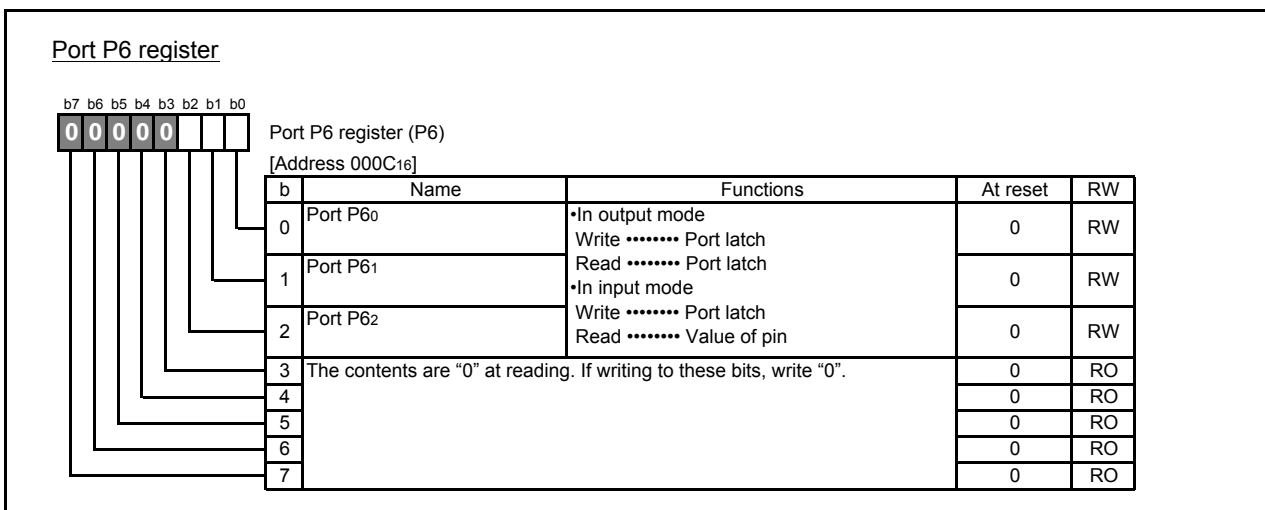 Port P6 register
b7 b6 b5 b4 b3 b2 b1 b0
0 0 0 0 0
Port P6 register (P6)
[Address 000C16]
b Name Functions At reset RW
0 Port P60 •In output mode 0 RW
Write •••••••• Port latch
Read •••••••• Port latch
1 Port P61 •In input mode 0 RW
Write •••••••• Port latch
2 Port P62 Read •••••••• Value of pin 0 RW
3 The contents are “0” at reading. If writing to these bits, write “0”. 0 RO
4 0 RO
5 0 RO
6 0 RO
7 0 RO